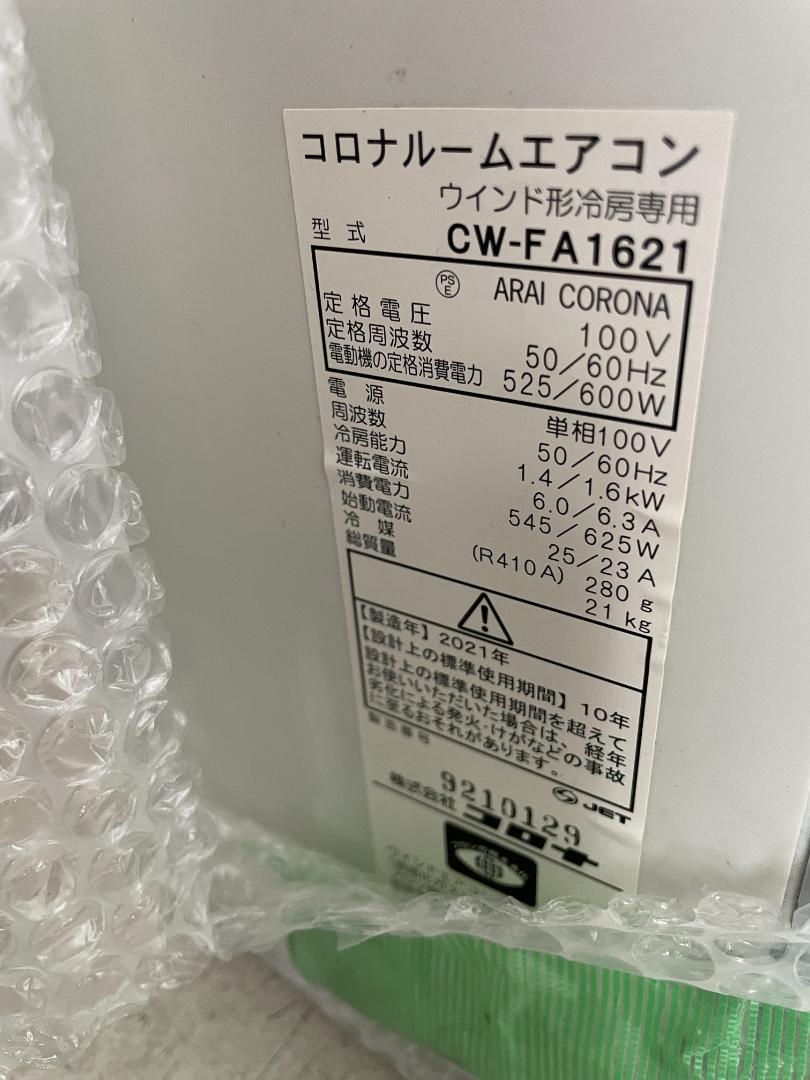 コロナルームエアコン
ウインド形冷房専用
型式 CW-FA1621
PS E ARAI CORONA
定格電圧 100V
定格周波数 50/60Hz
電動機の定格消費電力 525/600W
電源 単相100V
周波数 50/60Hz
冷房能力 1.4/1.6kW
運転電流 6.0/6.3A
消費電力 545/625W
始動電流 25/23A
冷媒 (R410A) 280g
総質量 21kg
【製造年】2021年
【設計上の標準使用期間】10年
設計上の標準使用期間を超えて
お使いいただいた場合は、経年
劣化による発火・けがなどの事故
に至るおそれがあります。
製造番号
JET
9210129
株式会社コロナ